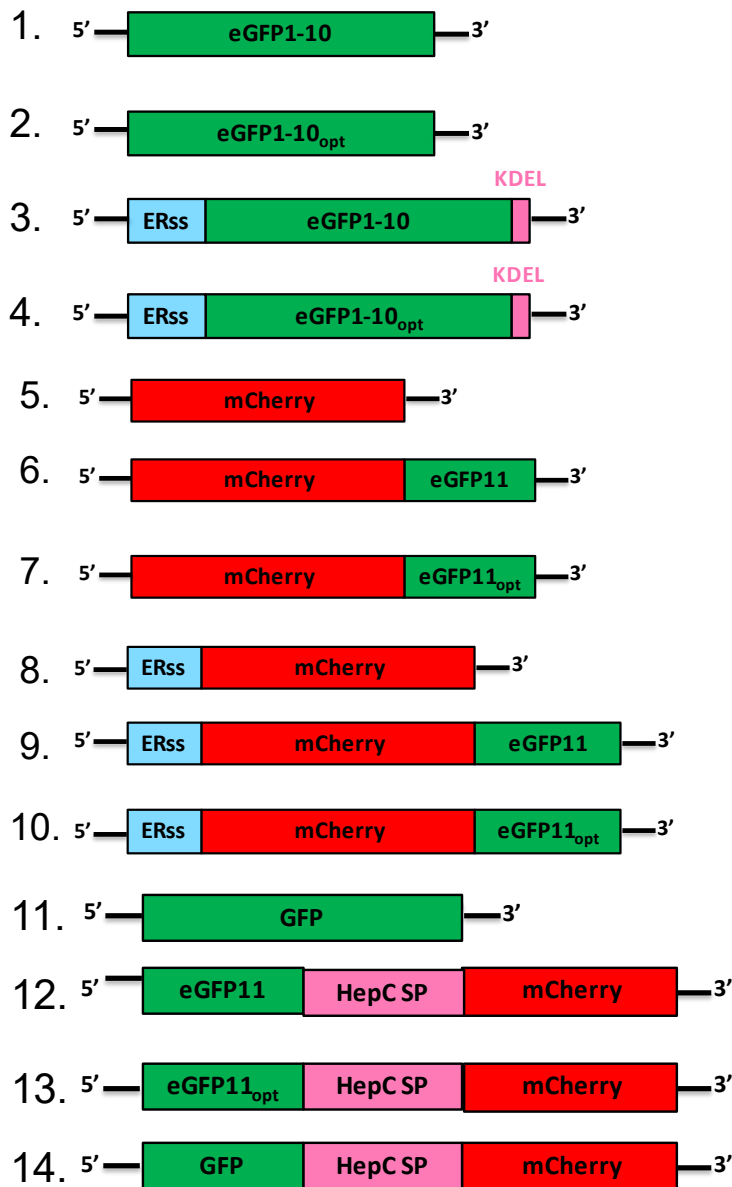 1. 5’ eGFP1-10 3’
2. 5’ eGFP1-10opt 3’
KDEL
3. 5’ ERss eGFP1-10 3’
KDEL
4. 5’ ERss eGFP1-10opt 3’
5. 5’ mCherry 3’
6. 5’ mCherry eGFP11 3’
7. 5’ mCherry eGFP11opt 3’
8. 5’ ERss mCherry 3’
9. 5’ ERss mCherry eGFP11 3’
10. 5’ ERss mCherry eGFP11opt 3’
11. 5’ GFP 3’
12. 5’ eGFP11 HepC SP mCherry 3’
13. 5’ eGFP11opt HepC SP mCherry 3’
14. 5’ GFP HepC SP mCherry 3’